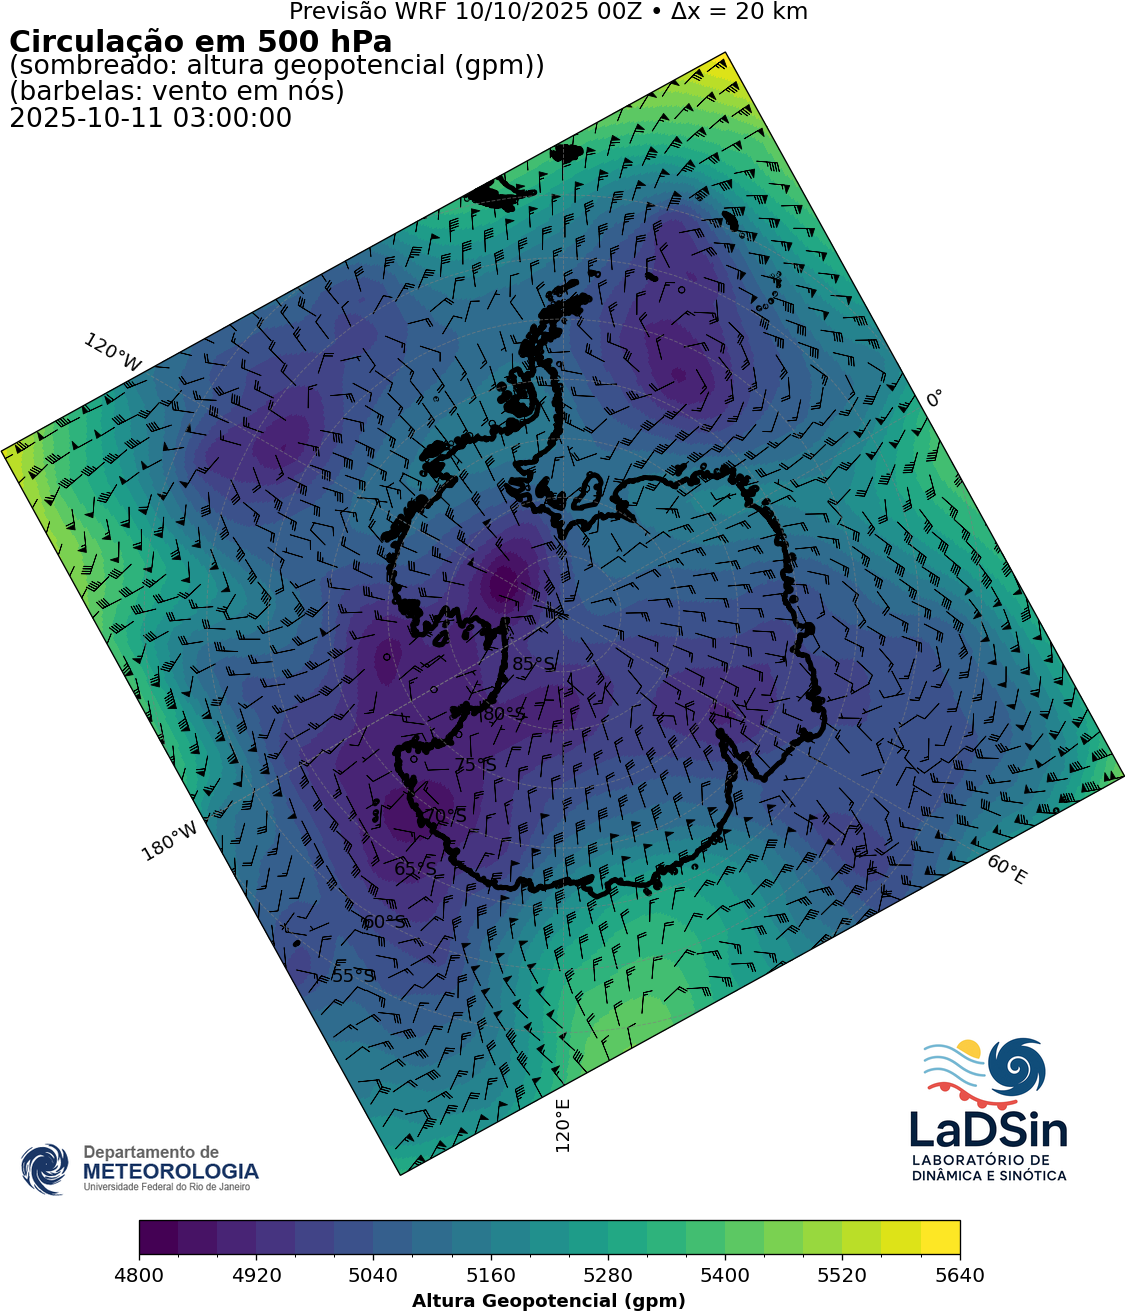 Previsão WRF 10/10/2025 00Z • Δx = 20 km
Circulação em 500 hPa
(sombreado: altura geopotencial (gpm))
(barbelas: vento em nós)
2025-10-11 03:00:00
120°W
0°
85°S
80°S
75°S
70°S
180°W
65°S
60°E
60°S
55°S
120°E
LaDSin
LABORATÓRIO DE
DINÂMICA E SINÓTICA
Departamento de
METEOROLOGIA
Universidade Federal do Rio de Janeiro
4800 4920 5040 5160 5280 5400 5520 5640
Altura Geopotencial (gpm)